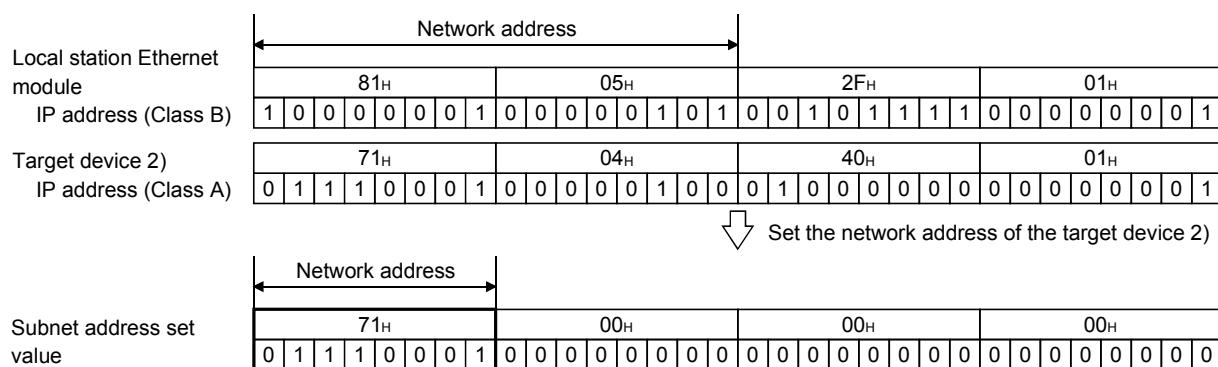 Network address
Local station Ethernet
module
81H 05H 2FH 01H
IP address (Class B) 1 0 0 0 0 0 0 1 0 0 0 0 0 1 0 1 0 0 1 0 1 1 1 1 0 0 0 0 0 0 0 1
Target device 2) 71H 04H 40H 01H
IP address (Class A) 0 1 1 1 0 0 0 1 0 0 0 0 0 1 0 0 0 1 0 0 0 0 0 0 0 0 0 0 0 0 0 1
Set the network address of the target device 2)
Network address
Subnet address set 71H 00H 00H 00H
value 0 1 1 1 0 0 0 1 0 0 0 0 0 0 0 0 0 0 0 0 0 0 0 0 0 0 0 0 0 0 0 0